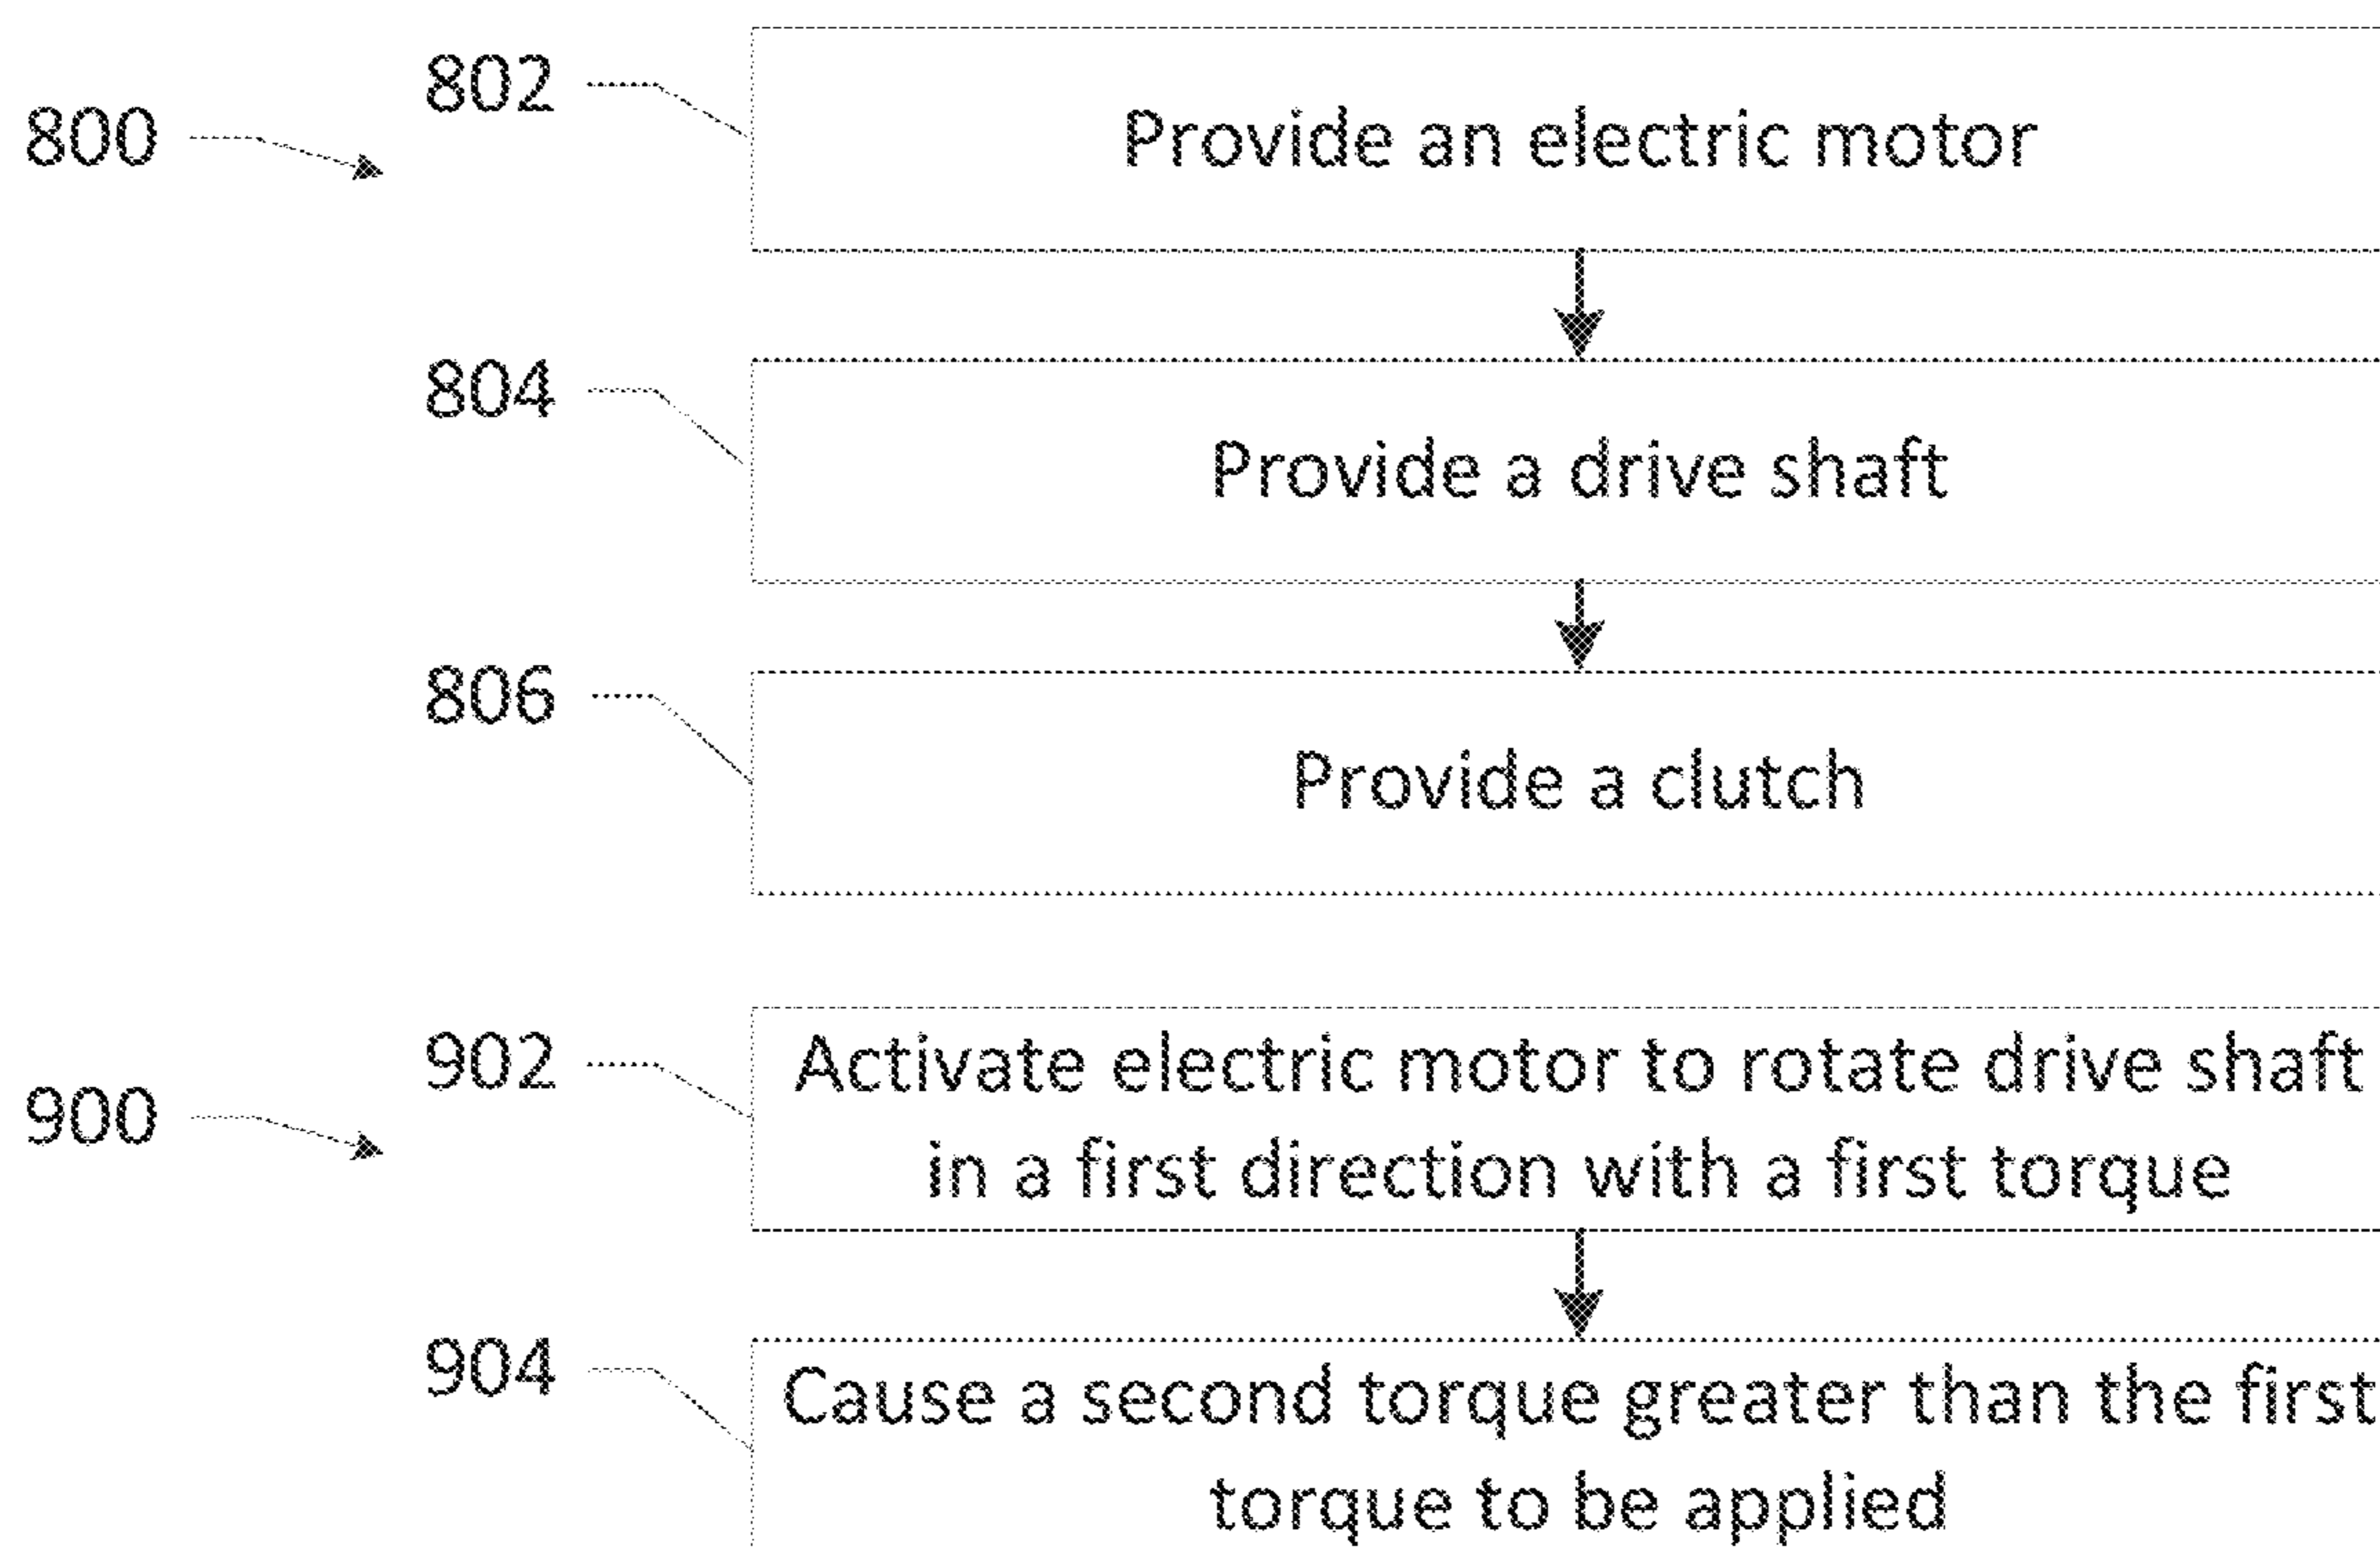 802
800
Provide an electric motor
804
Provide a drive shaft
806
Provide a clutch
902
900
Activate electric motor to rotate drive shaft
in a first direction with a first torque
904
Cause a second torque greater than the first
torque to be applied